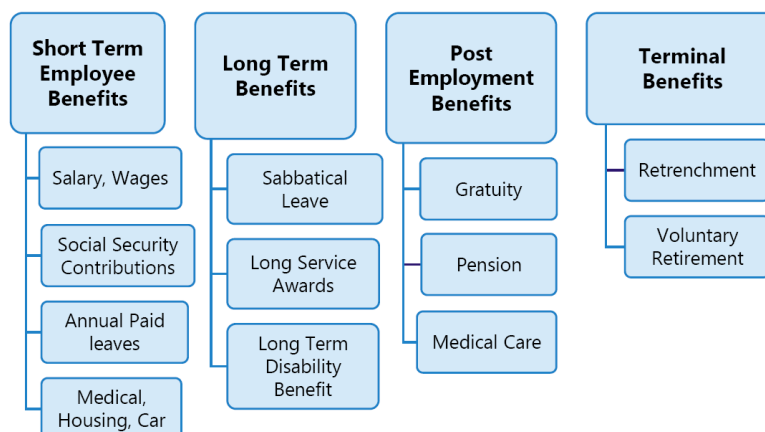 Short Term
Employee
Benefits
Salary, Wages
Social Security
Contributions
Annual Paid
leaves
Medical,
Housing, Car
Long Term
Benefits
Sabbatical
Leave
Long Service
Awards
Long Term
Disability
Benefit
Post
Employment
Benefits
Gratuity
Pension
Medical Care
Terminal
Benefits
Retrenchment
Voluntary
Retirement